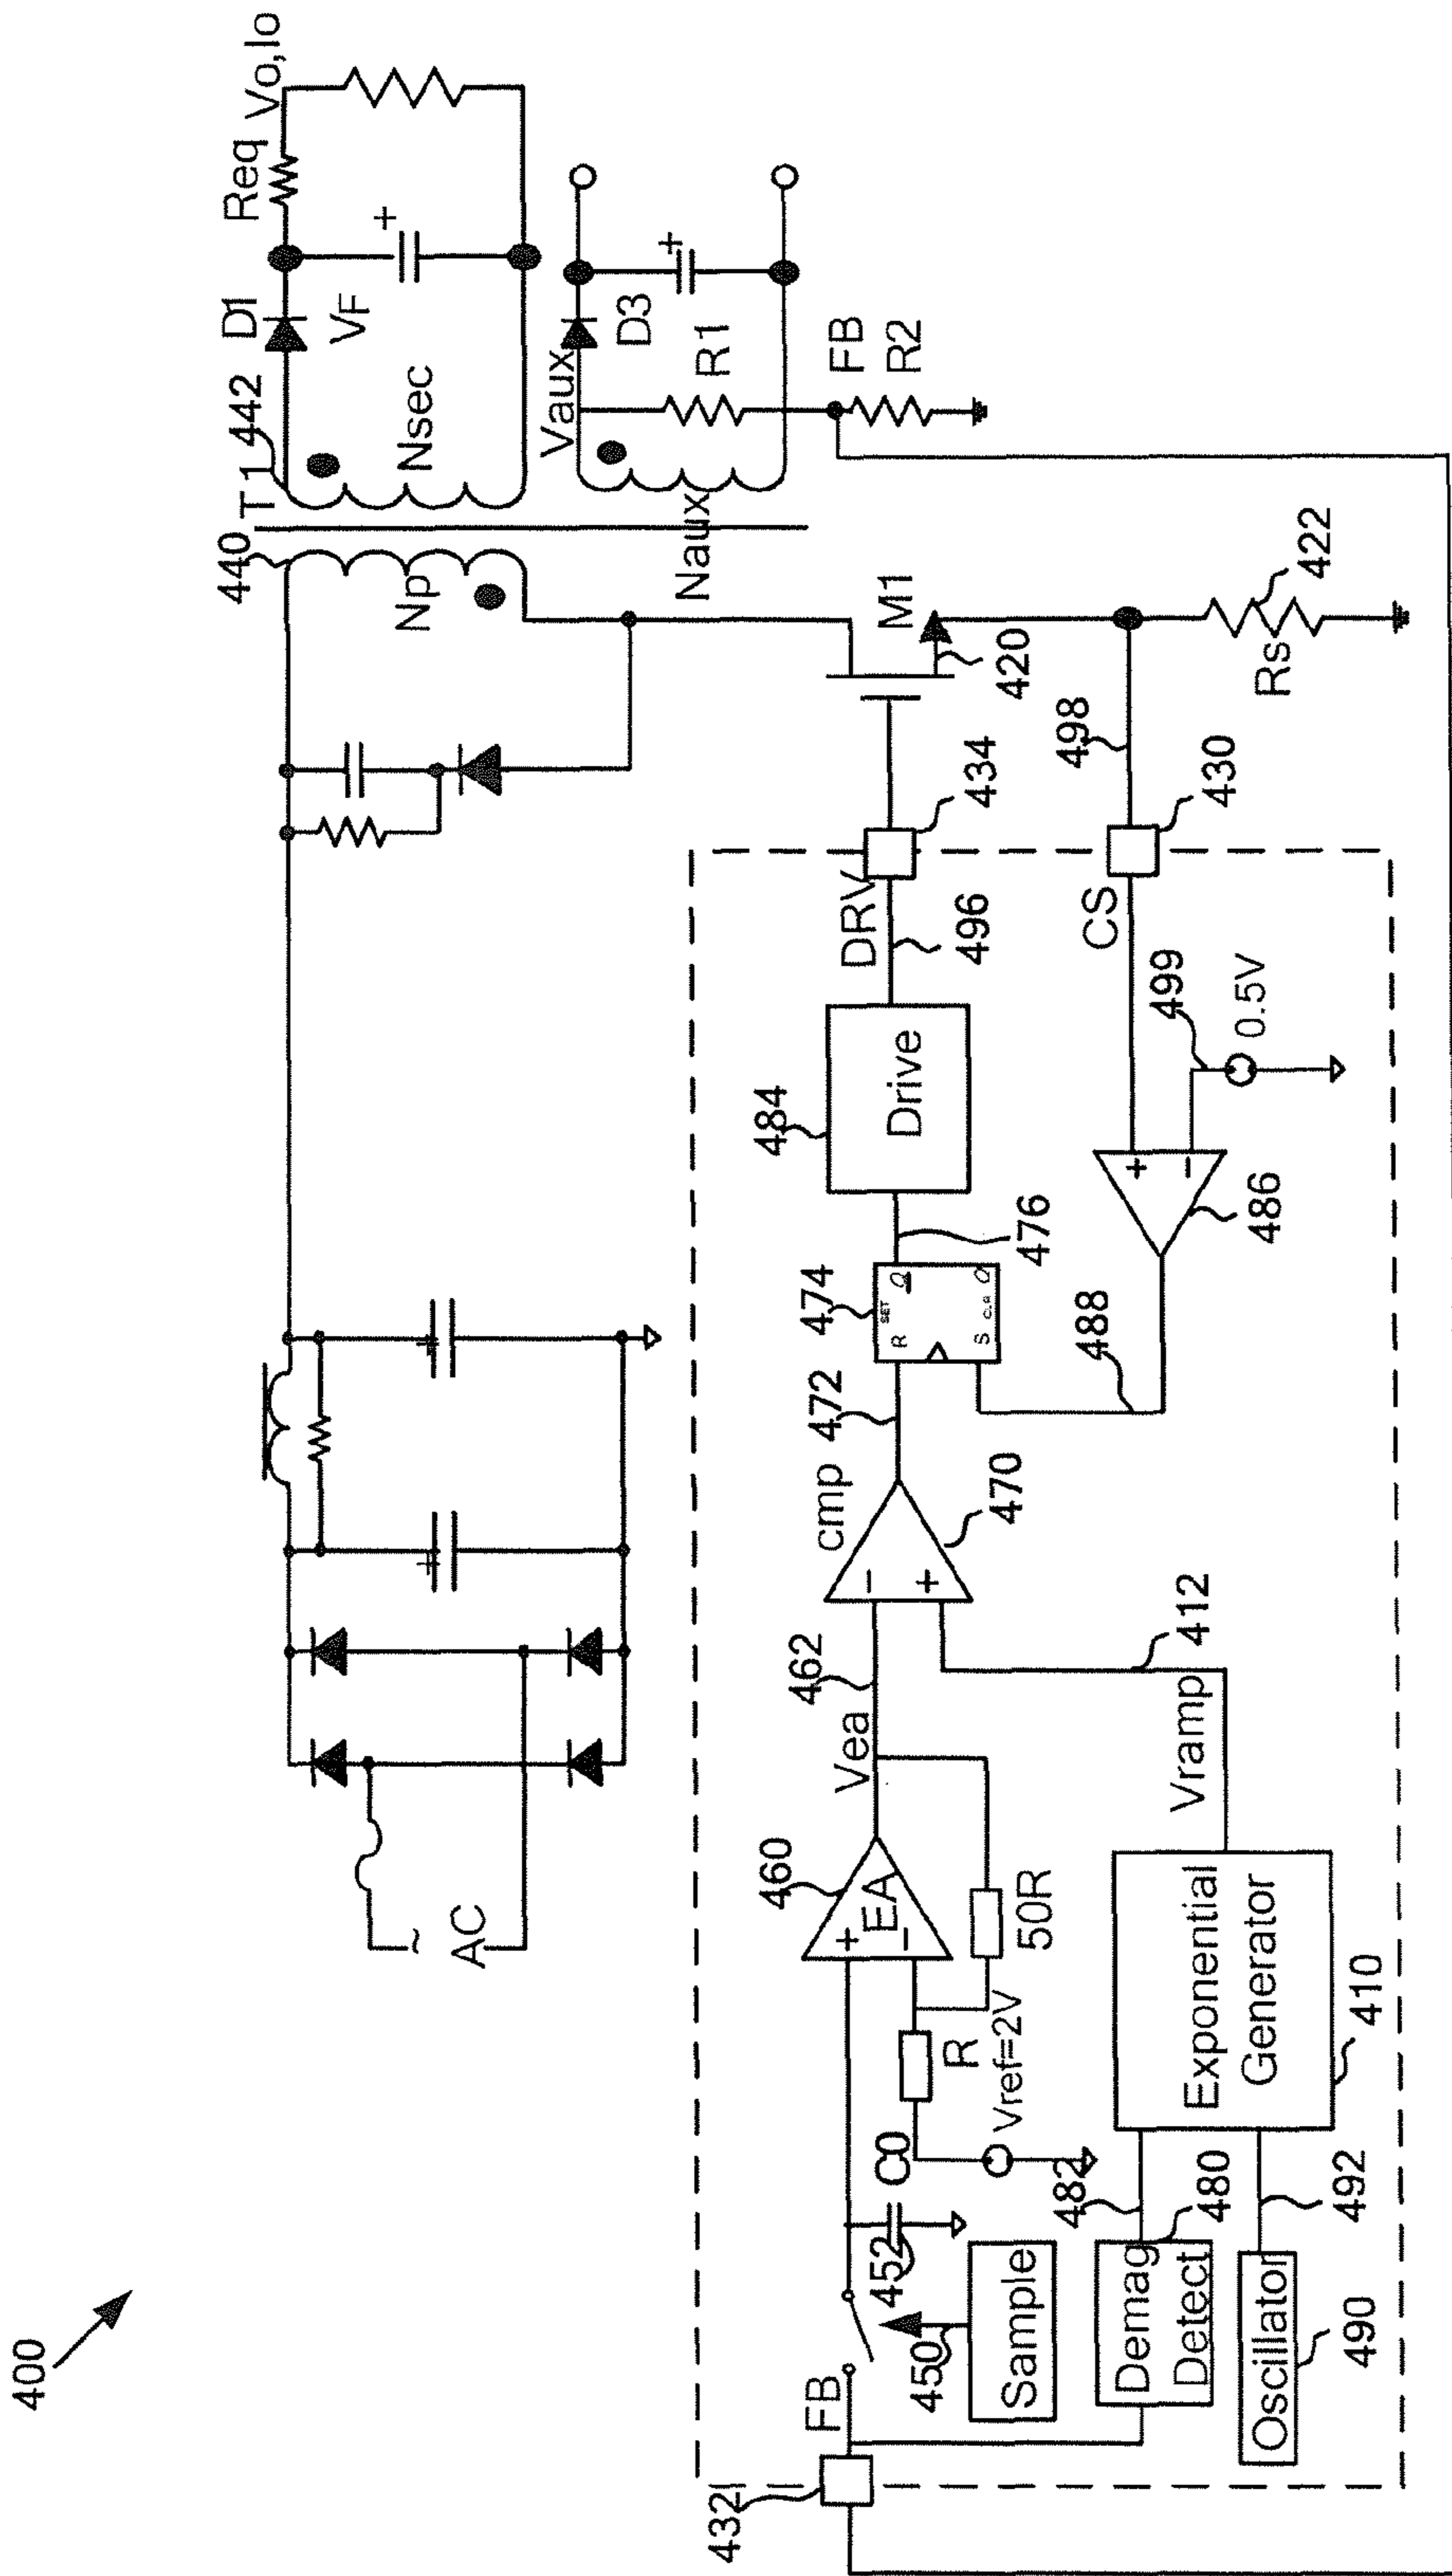 400
AC
~
440
T1
442
D1
Req
Vo,Io
VF
+
Np
Nsec
Vaux
D3
+
R1
Naux
FB
R2
M1
420
422
Rs
498
434
430
DRV
496
CS
499
0.5V
484
Drive
+
−
486
474
476
SET
R
Q
S
CLR
Q
488
472
cmp
−
+
470
462
Vea
412
Vramp
460
EA
+
−
50R
R
Vref=2V
C0
452
450
Sample
FB
432
482
480
Demag
Detect
492
Oscillator
490
Exponential
Generator
410
+
+